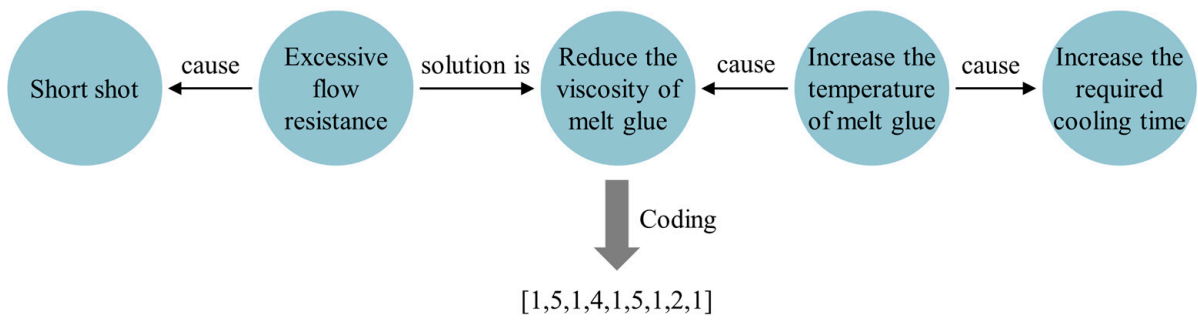 Short shot
cause
Excessive
flow
resistance
solution is
Reduce the
viscosity of
melt glue
cause
Increase the
temperature
of melt glue
cause
Increase the
required
cooling time
Coding
[1,5,1,4,1,5,1,2,1]